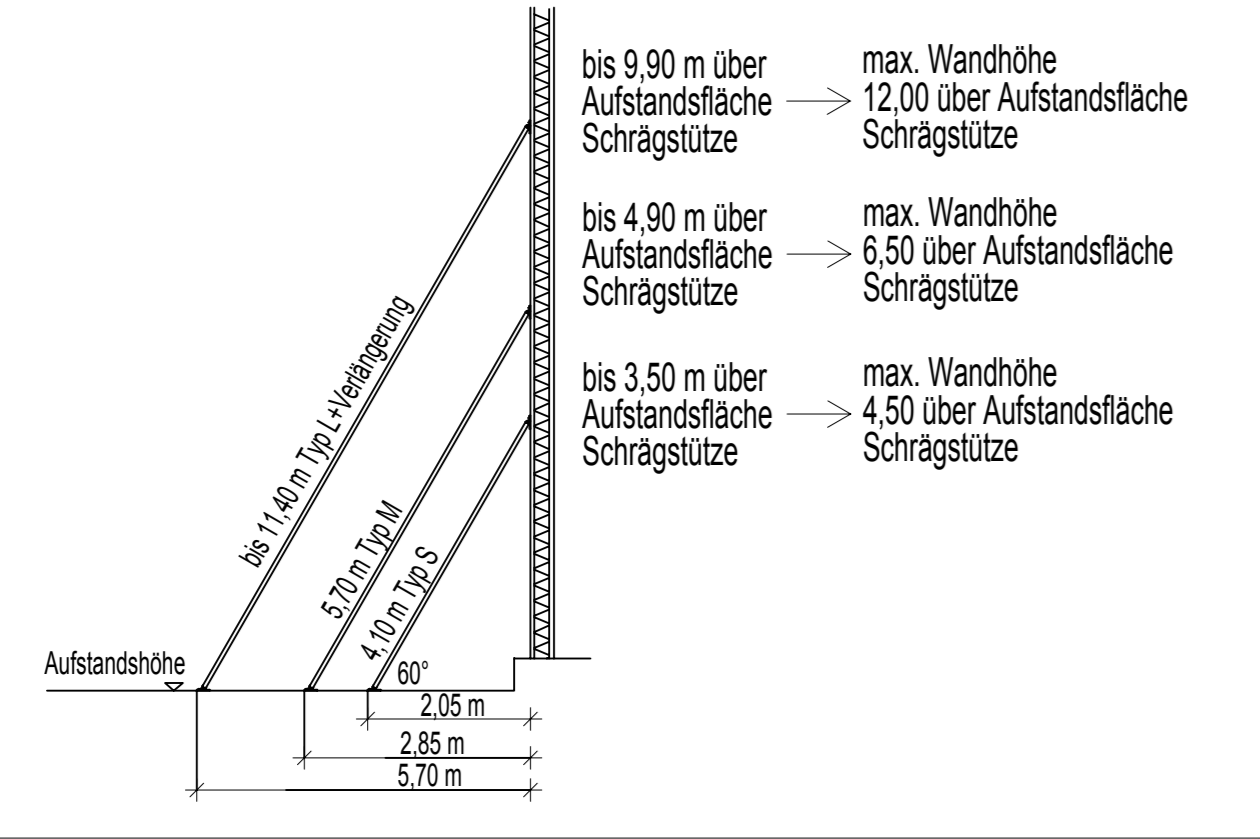 bis 9,90 m über
Aufstandsfläche
Schrägstütze
max. Wandhöhe
12,00 über Aufstandsfläche
Schrägstütze
bis 4,90 m über
Aufstandsfläche
Schrägstütze
max. Wandhöhe
6,50 über Aufstandsfläche
Schrägstütze
bis 3,50 m über
Aufstandsfläche
Schrägstütze
max. Wandhöhe
4,50 über Aufstandsfläche
Schrägstütze
bis 11,40 m Typ L+Verlängerung
5,70 m Typ M
4,10 m Typ S
Aufstandshöhe
60°
2,05 m
2,85 m
5,70 m